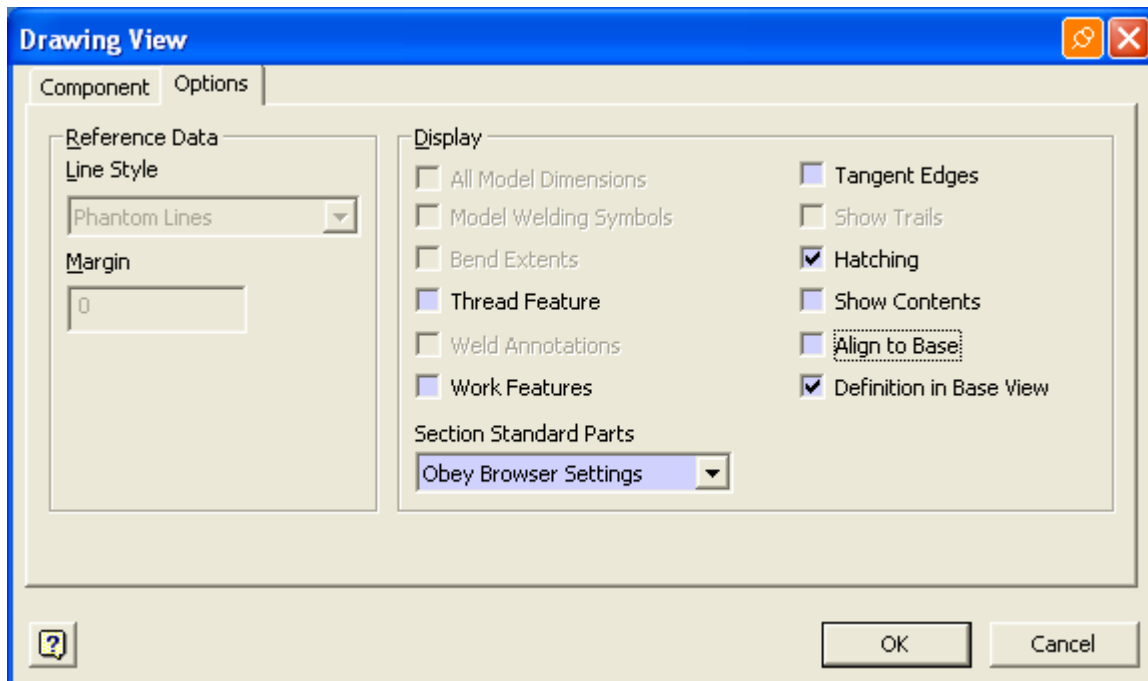 Drawing View
Component
Options
Reference Data
Line Style
Phantom Lines
Margin
0
Display
All Model Dimensions
Model Welding Symbols
Bend Extents
Thread Feature
Weld Annotations
Work Features
Tangent Edges
Show Trails
Hatching
Show Contents
Align to Base
Definition in Base View
Section Standard Parts
Obey Browser Settings
?
OK
Cancel